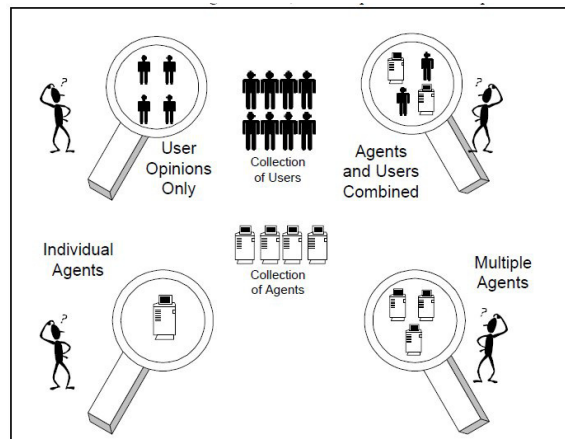 ?
?
User
Opinions
Only
Collection
of Users
Agents
and Users
Combined
Individual
Agents
Collection
of Agents
Multiple
Agents
?
?